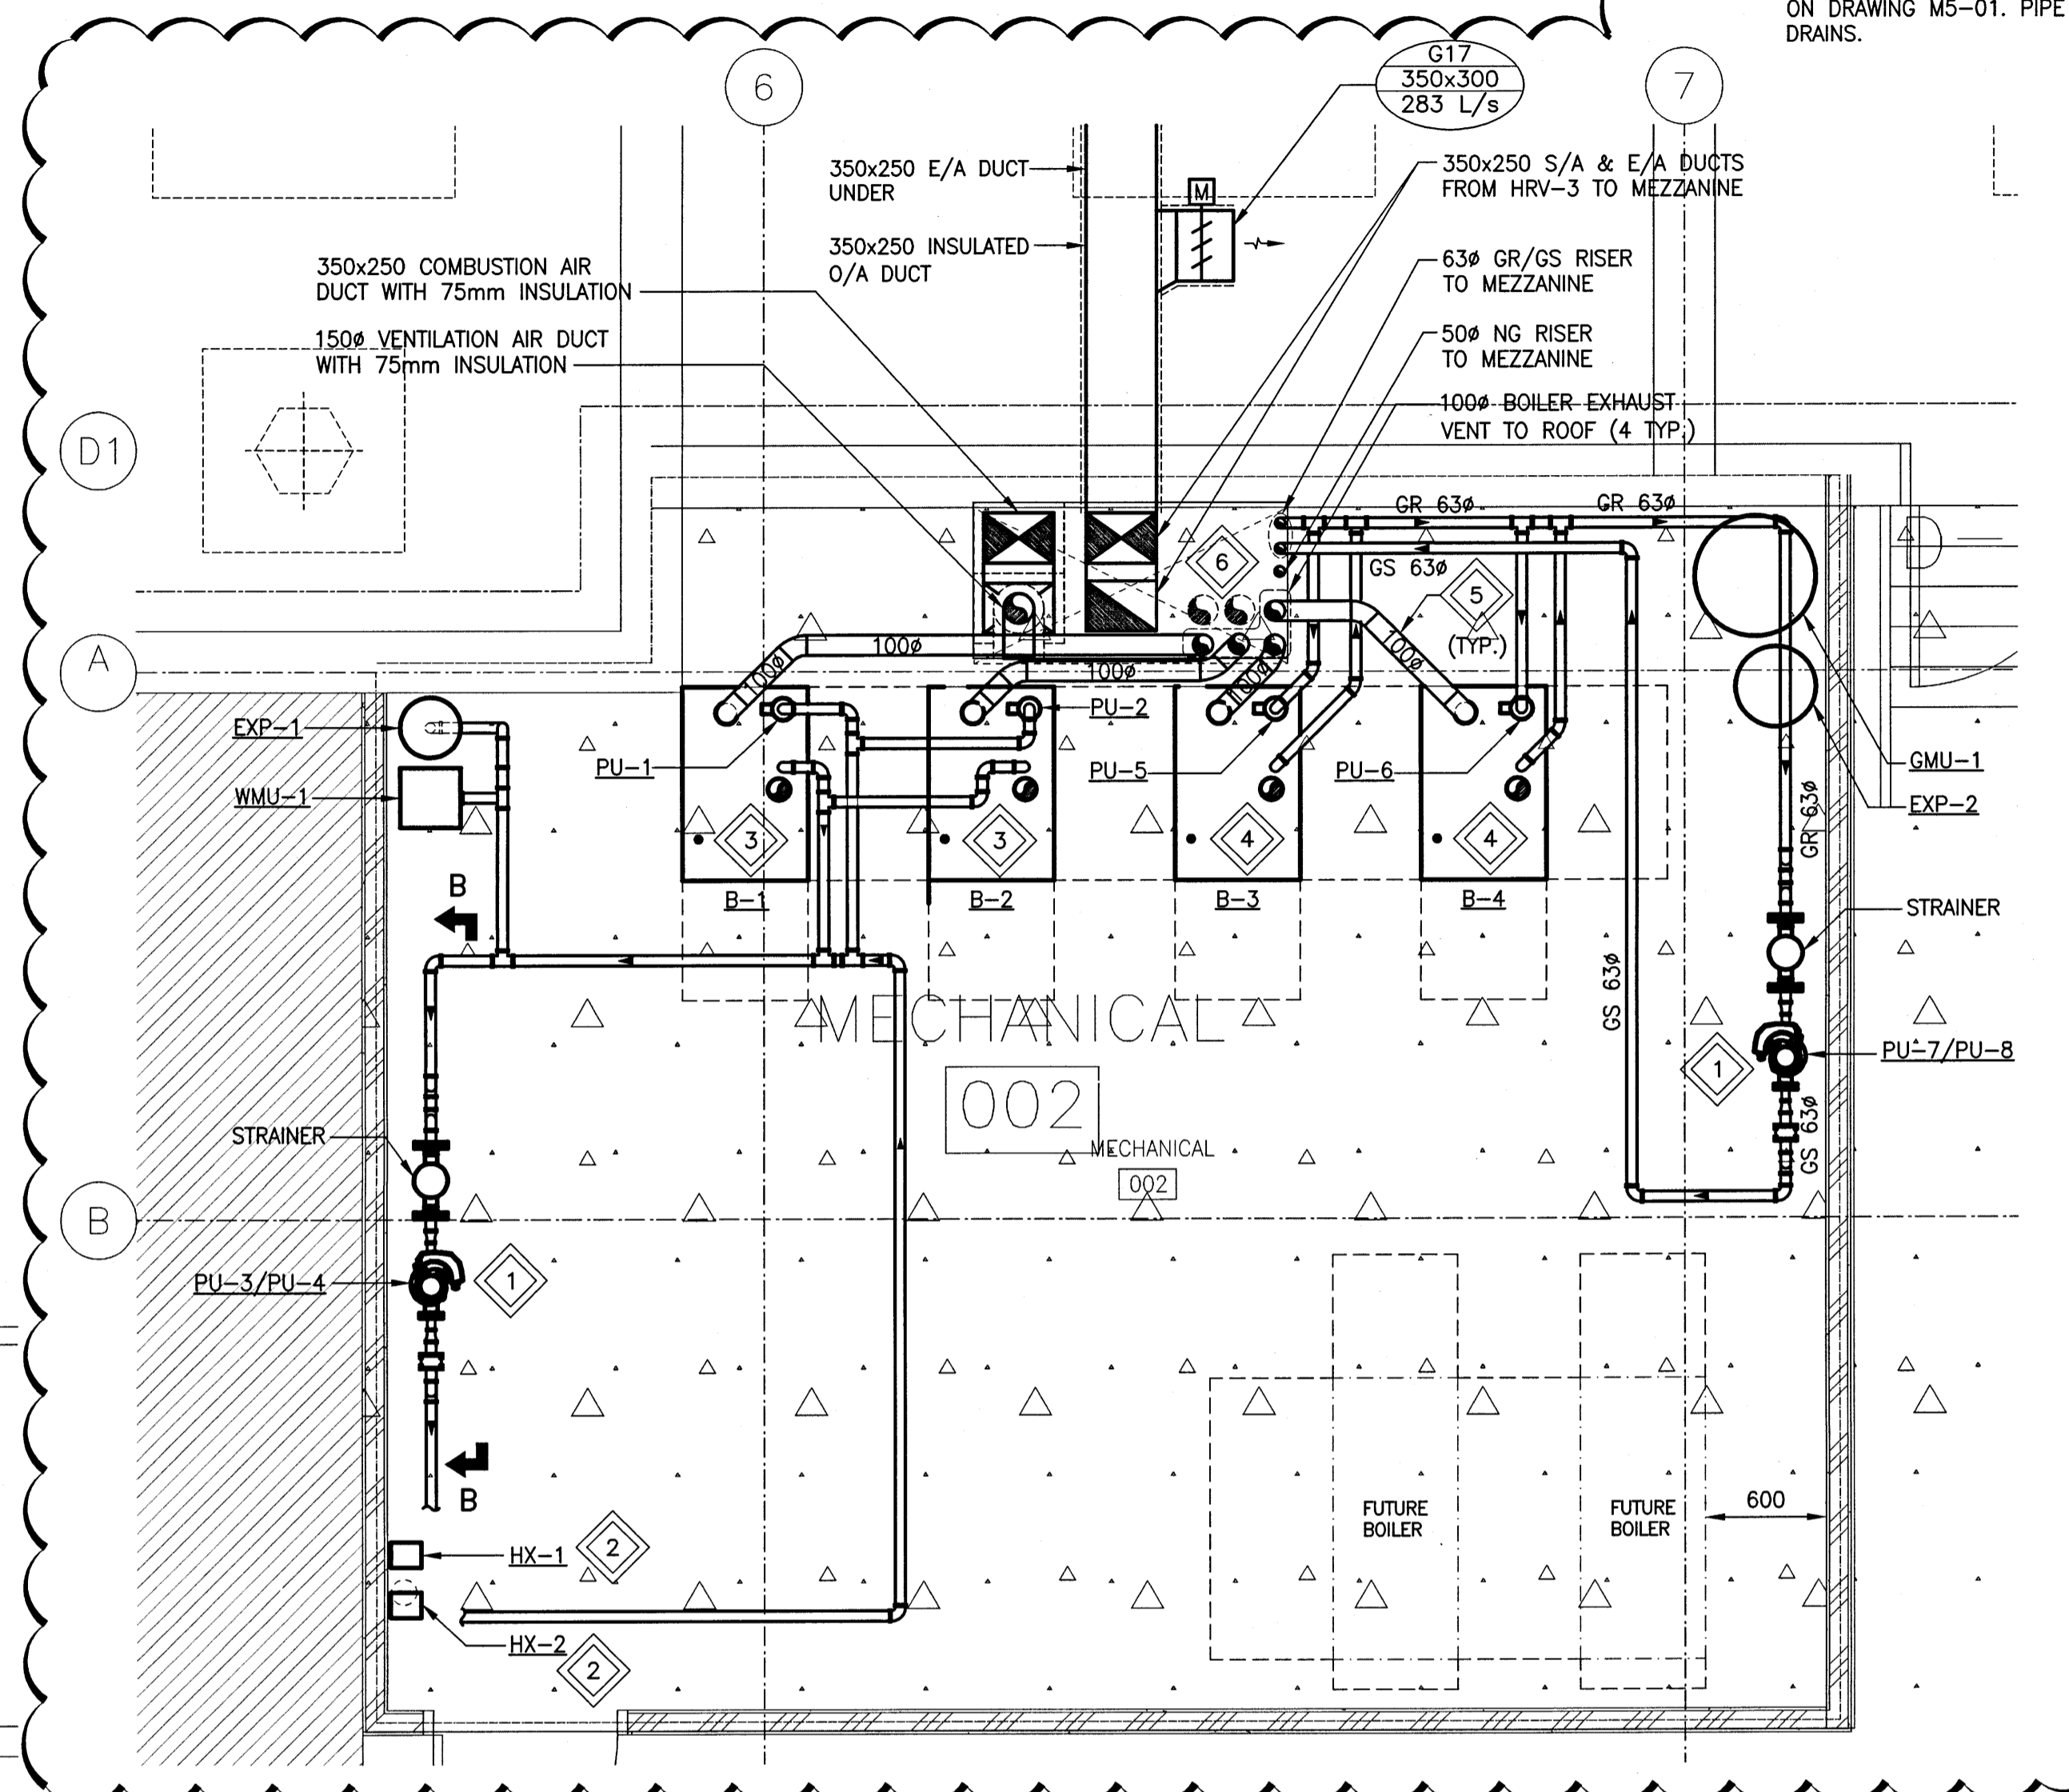 ON DRAWING M5-01. PIPE
DRAINS.
6
G17
350x300
283 L/s
7
350x250 E/A DUCT
UNDER
M
350x250 S/A & E/A DUCTS
FROM HRV-3 TO MEZZANINE
350x250 INSULATED
O/A DUCT
350x250 COMBUSTION AIR
DUCT WITH 75mm INSULATION
63ø GR/GS RISER
TO MEZZANINE
150ø VENTILATION AIR DUCT
WITH 75mm INSULATION
50ø NG RISER
TO MEZZANINE
100ø BOILER EXHAUST
VENT TO ROOF (4 TYP.)
D1
GR 63ø
GR 63ø
6
GS 63ø
5
(TYP.)
A
100ø
100ø
100ø
100ø
100ø
EXP-1
PU-1
PU-2
PU-5
PU-6
GMU-1
WMU-1
EXP-2
GR 63ø
3
3
4
4
B
B-1
B-2
B-3
B-4
STRAINER
GS 63ø
MECHANICAL
002
1
PU-7/PU-8
STRAINER
MECHANICAL
002
GS 63ø
B
PU-3/PU-4
1
B
FUTURE
BOILER
FUTURE
BOILER
600
HX-1
2
HX-2
2